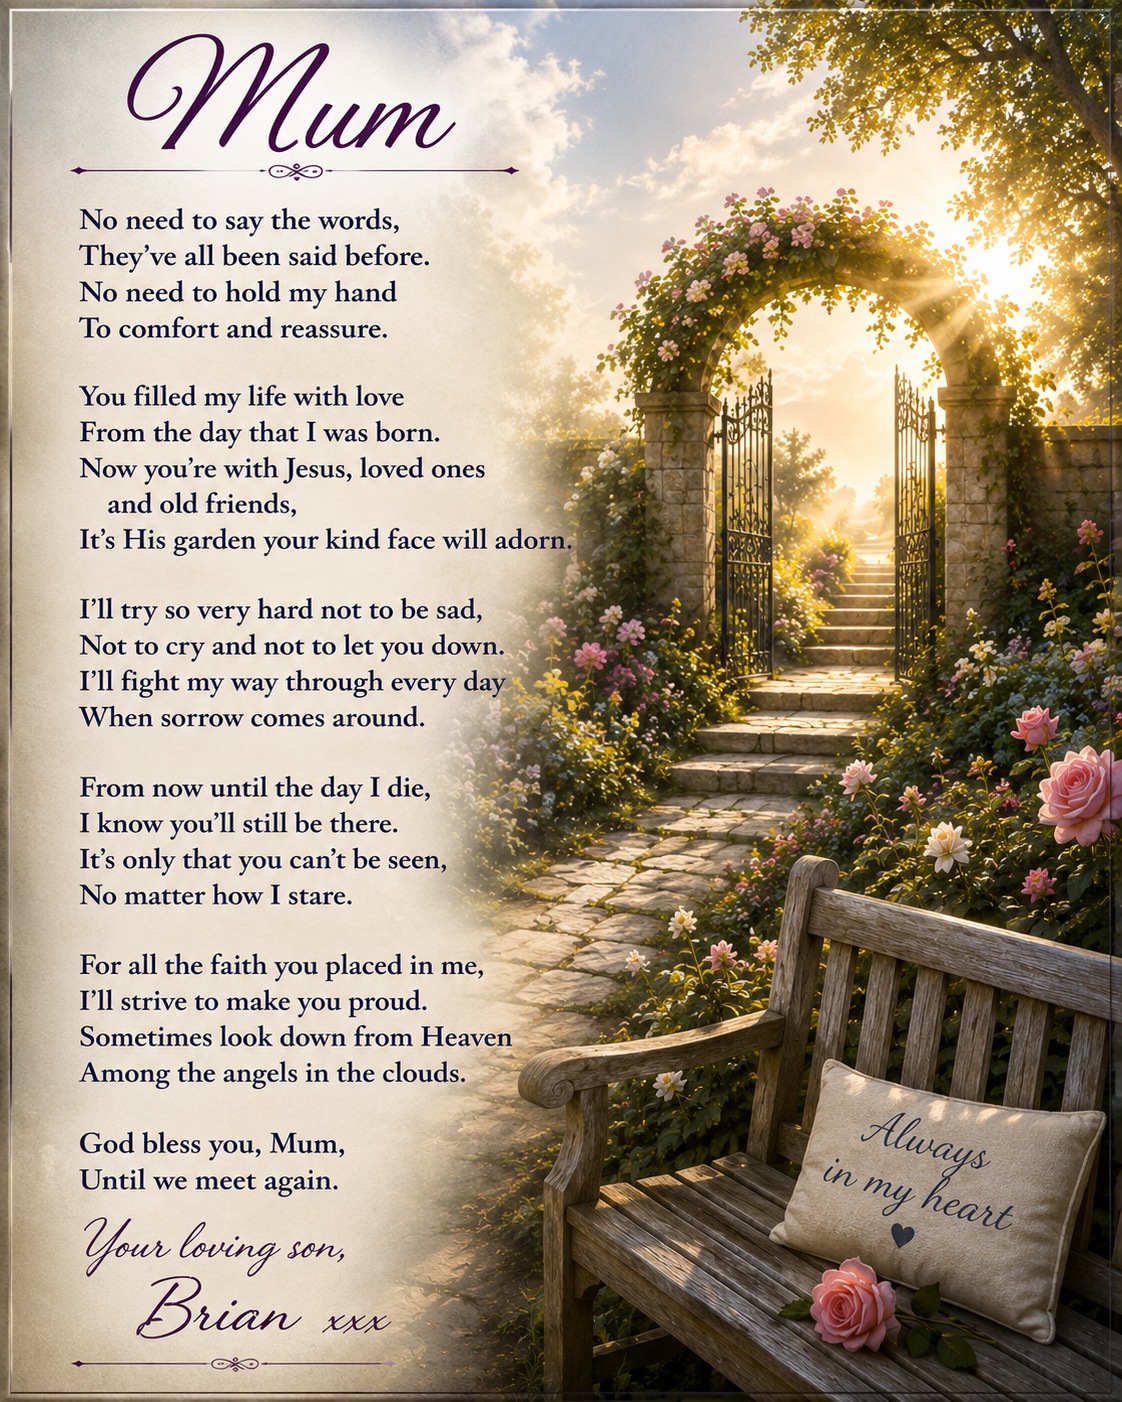 Mum
No need to say the words,
They’ve all been said before.
No need to hold my hand
To comfort and reassure.
You filled my life with love
From the day that I was born.
Now you’re with Jesus, loved ones
and old friends,
It’s His garden your kind face will adorn.
I’ll try so very hard not to be sad,
Not to cry and not to let you down.
I’ll fight my way through every day
When sorrow comes around.
From now until the day I die,
I know you’ll still be there.
It’s only that you can’t be seen,
No matter how I stare.
For all the faith you placed in me,
I’ll strive to make you proud.
Sometimes look down from Heaven
Among the angels in the clouds.
God bless you, Mum,
Until we meet again.
Your loving son,
Brian xxx
Always
in my heart